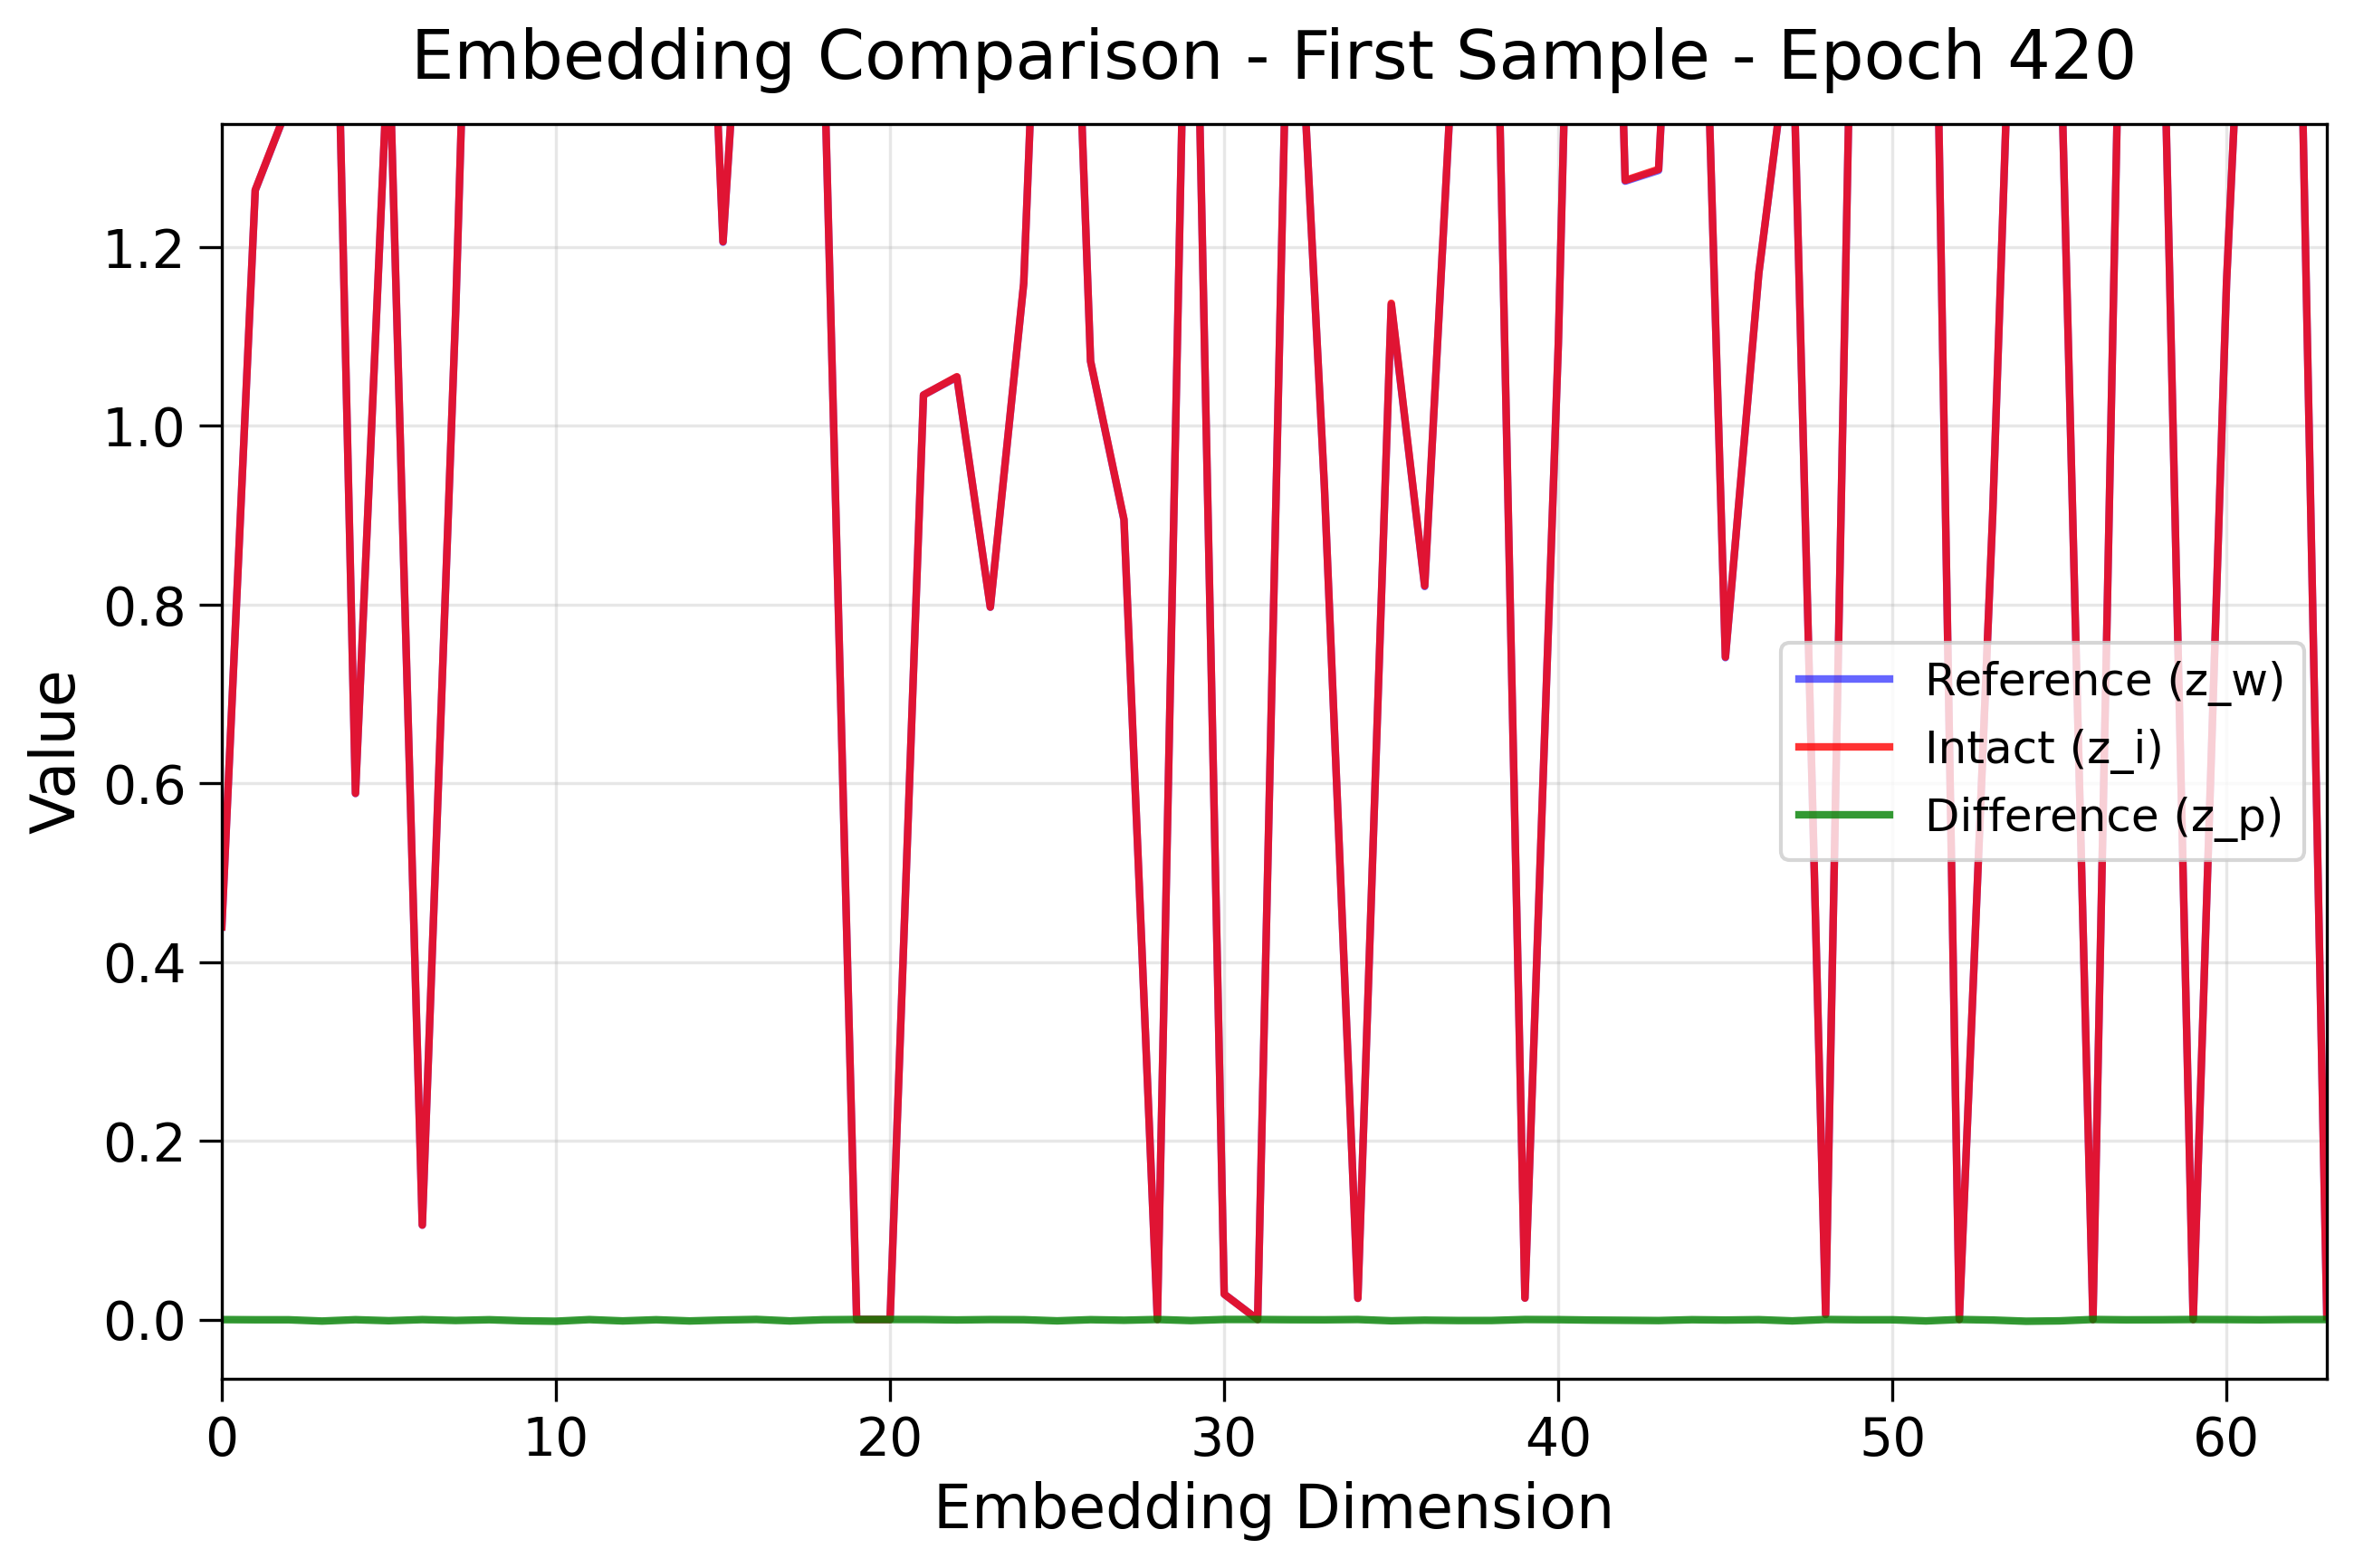 Embedding Comparison - First Sample - Epoch 420
Value
1.2
1.0
0.8
0.6
0.4
0.2
0.0
Reference (z_w)
Intact (z_i)
Difference (z_p)
0 10 20 30 40 50 60
Embedding Dimension